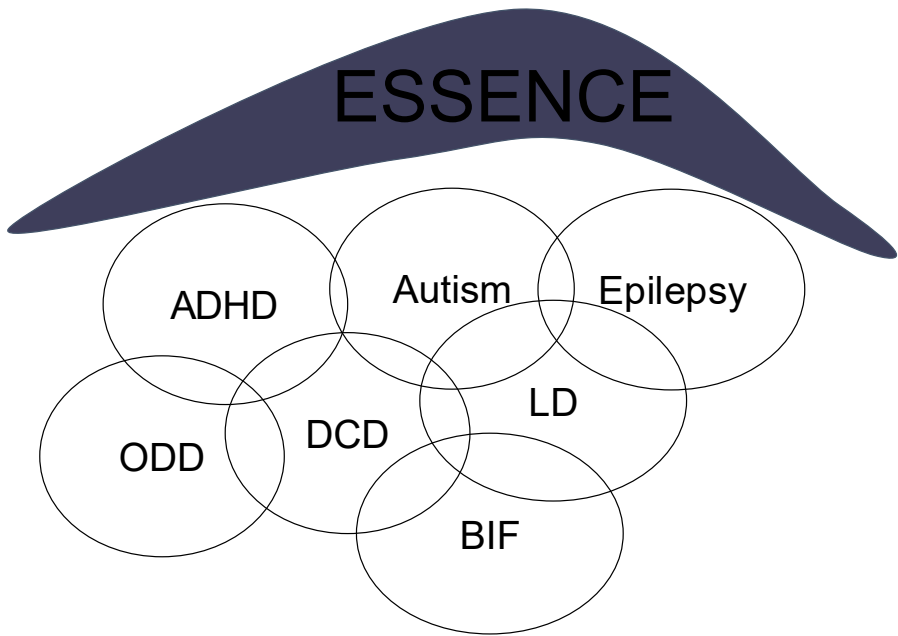 ESSENCE
ADHD
Autism
Epilepsy
ODD
DCD
LD
BIF